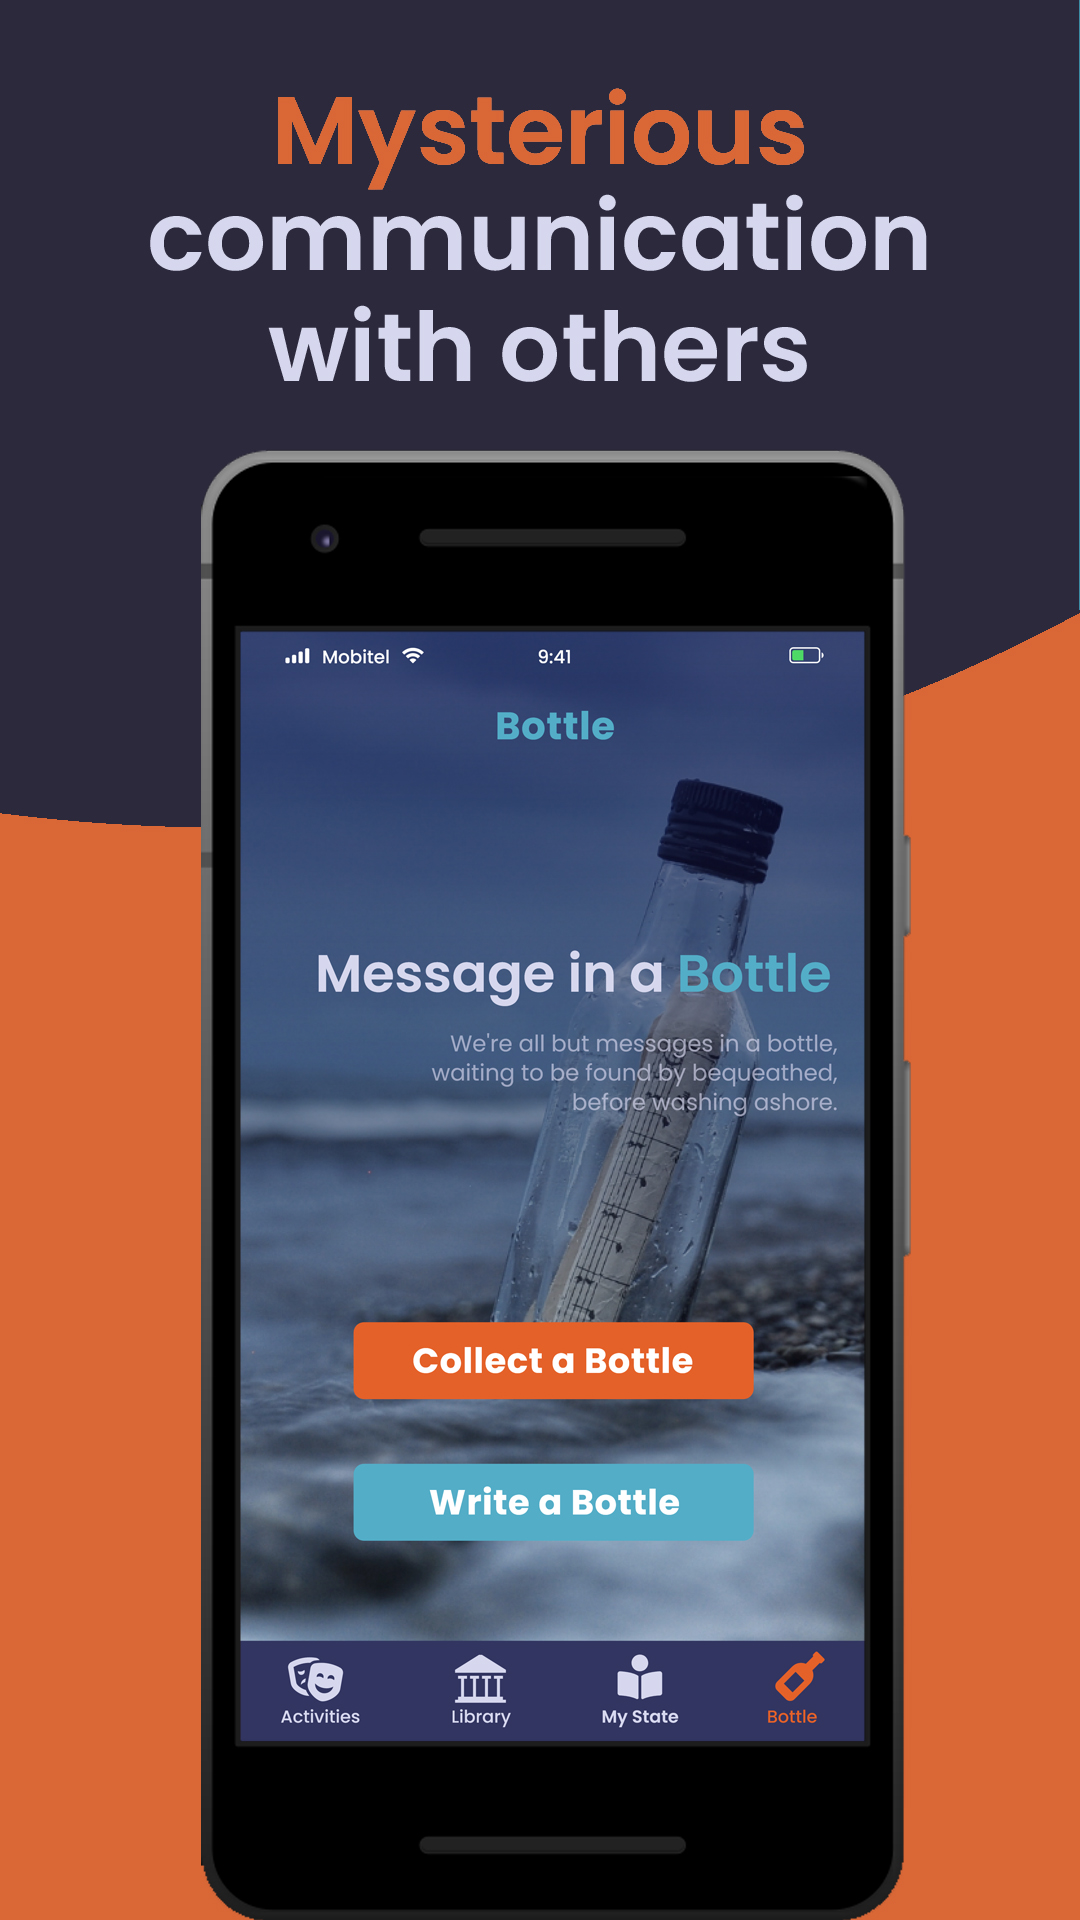 Mysterious
communication
with others
Mobitel 9:41
Bottle
Message in a Bottle
We're all but messages in a bottle,
waiting to be found by bequeathed,
before washing ashore.
Collect a Bottle
Write a Bottle
Activities Library My State Bottle